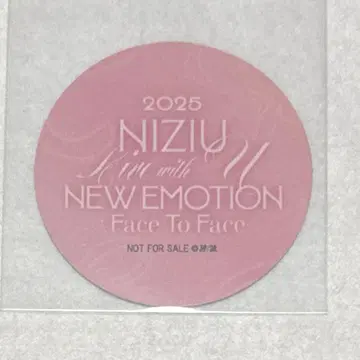 2025
NIZIU
Live with U
NEW EMOTION
Face To Face
NOT FOR SALE